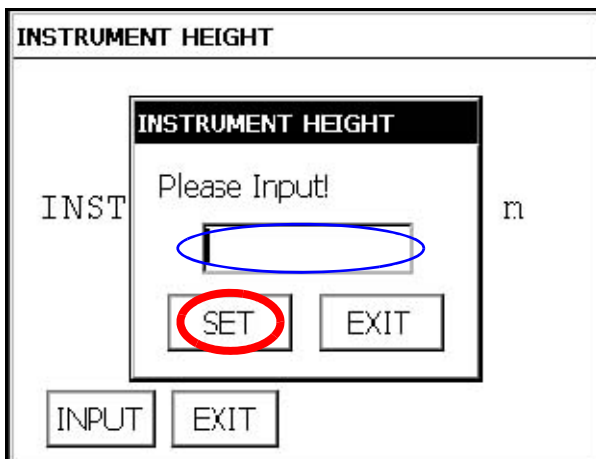 INSTRUMENT HEIGHT
INSTRUMENT HEIGHT
Please Input!
INST
m
SET EXIT
INPUT EXIT